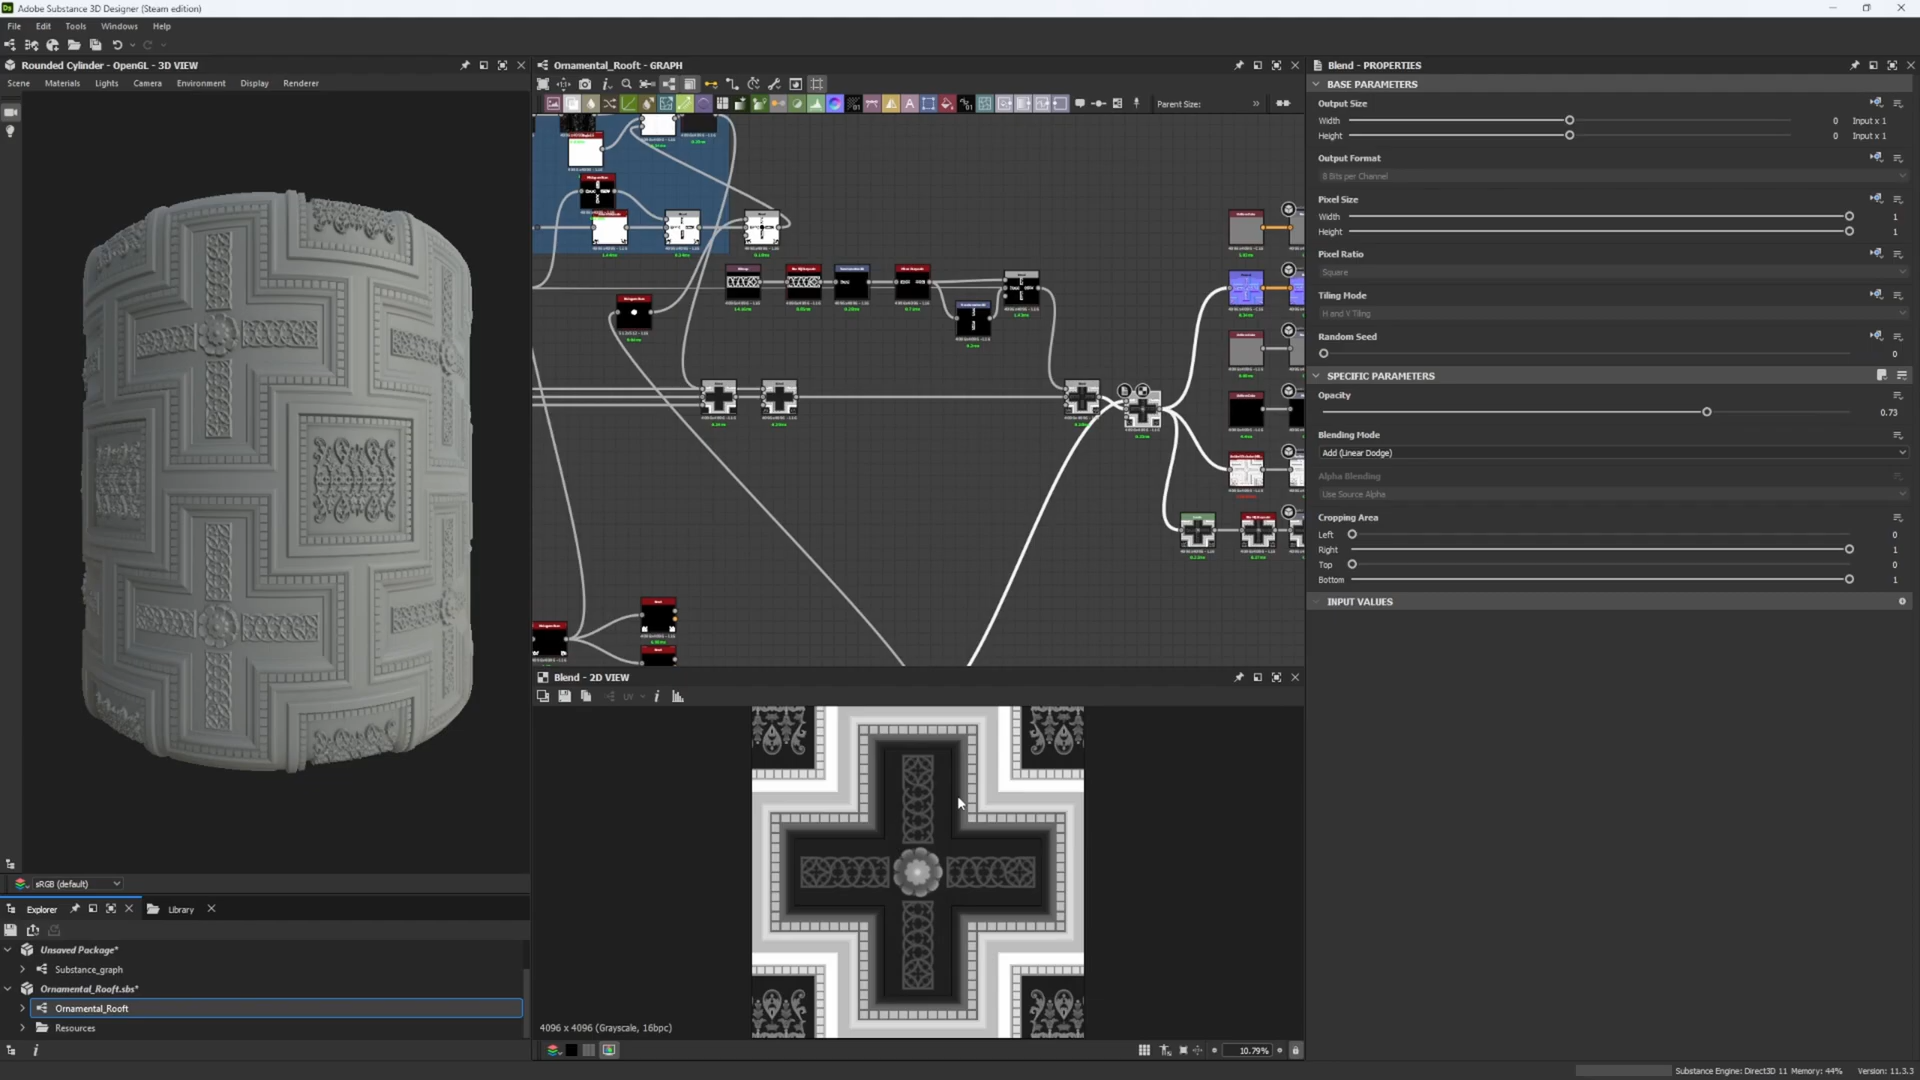 Adobe Substance 3D Designer (Steam edition)
File Edit Tools Windows Help
Rounded Cylinder - OpenGL - 3D VIEW
Scene Materials Lights Camera Environment Display Renderer
sRGB (default)
Explorer
Library
Unsaved Package*
Substance_graph
Ornamental_Rooft.sbs*
Ornamental_Rooft
Resources
Ornamental_Rooft - GRAPH
Parent Size:
Blend - 2D VIEW
UV
4096 x 4096 (Grayscale, 16bpc)
10.79%
Blend - PROPERTIES
BASE PARAMETERS
Output Size
Width 0 Input x 1
Height 0 Input x 1
Output Format
8 Bits per Channel
Pixel Size
Width 1
Height 1
Pixel Ratio
Square
Tiling Mode
H and V Tiling
Random Seed
0
SPECIFIC PARAMETERS
Opacity
0.73
Blending Mode
Add (Linear Dodge)
Alpha Blending
Use Source Alpha
Cropping Area
Left 0
Right 1
Top 0
Bottom 1
INPUT VALUES
Substance Engine: Direct3D 11 Memory: 44% Version: 11.3.3